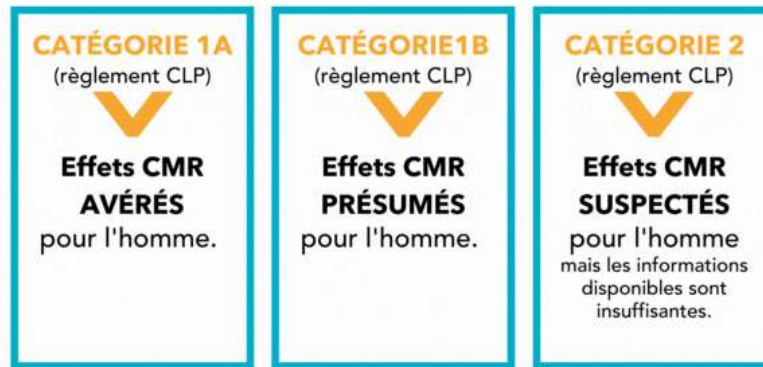 CATÉGORIE 1A
(règlement CLP)
Effets CMR
AVÉRÉS
pour l'homme.
CATÉGORIE1B
(règlement CLP)
Effets CMR
PRÉSUMÉS
pour l'homme.
CATÉGORIE 2
(règlement CLP)
Effets CMR
SUSPECTÉS
pour l'homme
mais les informations
disponibles sont
insuffisantes.